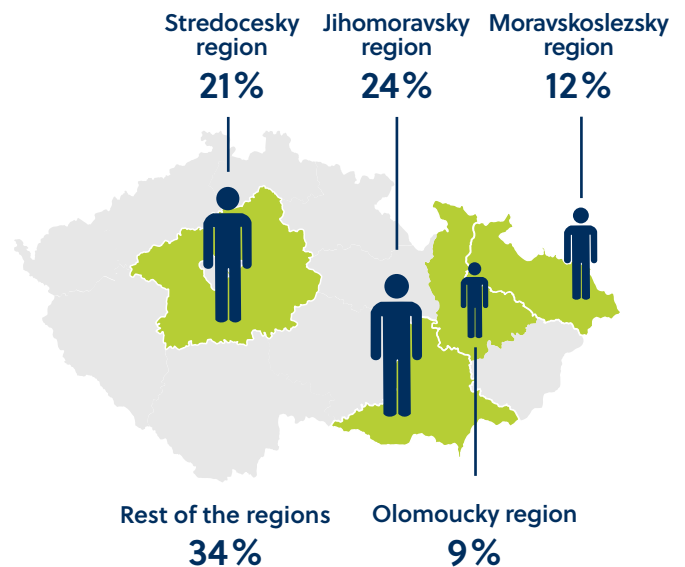 Stredocesky
region
21%
Jihomoravsky
region
24%
Moravskoslezsky
region
12%
Rest of the regions
34%
Olomoucky region
9%